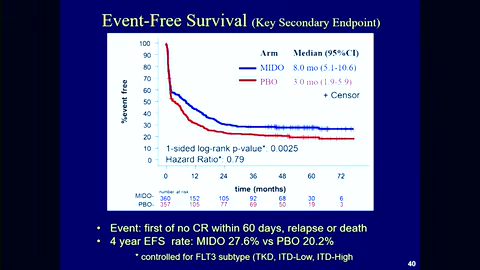 Event-Free Survival (Key Secondary Endpoint)
Arm Median (95%CI)
MIDO 8.0 mo (5.1-10.6)
PBO 3.0 mo (1.9-5.9)
+ Censor
%event free
100
90
80
70
60
50
40
30
20
10
0
1-sided log-rank p-value*: 0.0025
Hazard Ratio*: 0.79
0 12 24 36 48 60 72
time (months)
number at risk
MIDO- 360 152 105 92 68 30 6
PBO- 357 105 77 69 50 19 3
• Event: first of no CR within 60 days, relapse or death
• 4 year EFS rate: MIDO 27.6% vs PBO 20.2%
* controlled for FLT3 subtype (TKD, ITD-Low, ITD-High
40